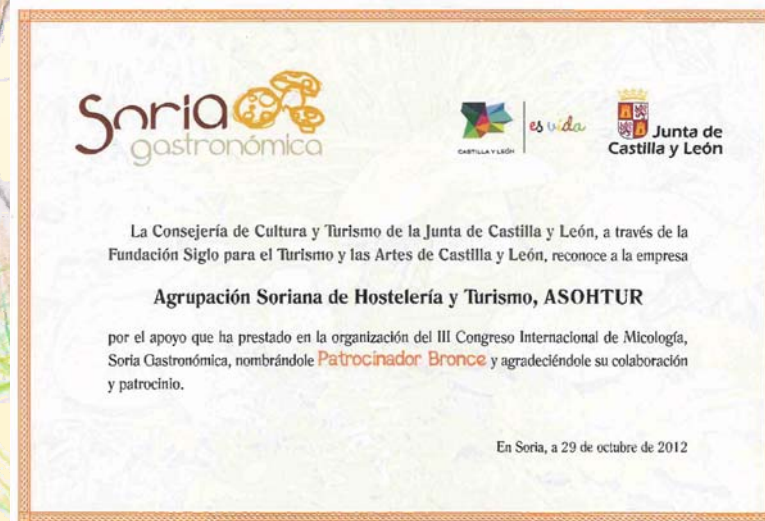 Soria
gastronómica
CASTILLA Y LEÓN
es vida
Junta de
Castilla y León
La Consejería de Cultura y Turismo de la Junta de Castilla y León, a través de la
Fundación Siglo para el Turismo y las Artes de Castilla y León, reconoce a la empresa
Agrupación Soriana de Hostelería y Turismo, ASOHTUR
por el apoyo que ha prestado en la organización del III Congreso Internacional de Micología,
Soria Gastronómica, nombrándole Patrocinador Bronce y agradeciéndole su colaboración
y patrocinio.
En Soria, a 29 de octubre de 2012